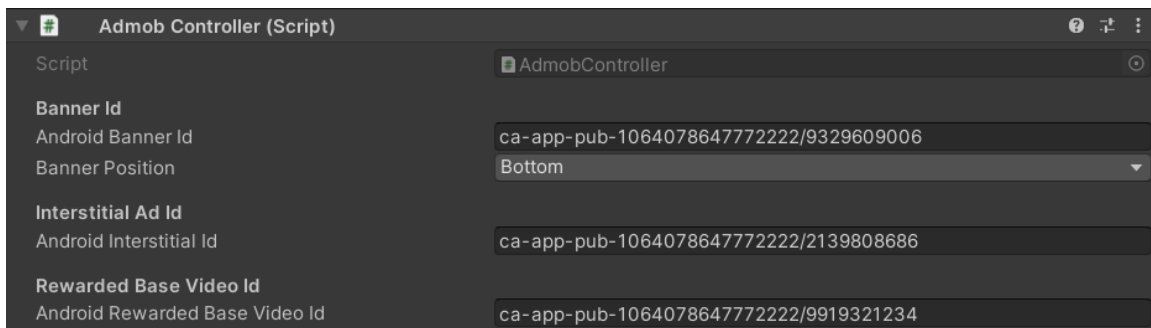 Admob Controller (Script)
Script AdmobController
Banner Id
Android Banner Id ca-app-pub-1064078647772222/9329609006
Banner Position Bottom
Interstitial Ad Id
Android Interstitial Id ca-app-pub-1064078647772222/2139808686
Rewarded Base Video Id
Android Rewarded Base Video Id ca-app-pub-1064078647772222/9919321234